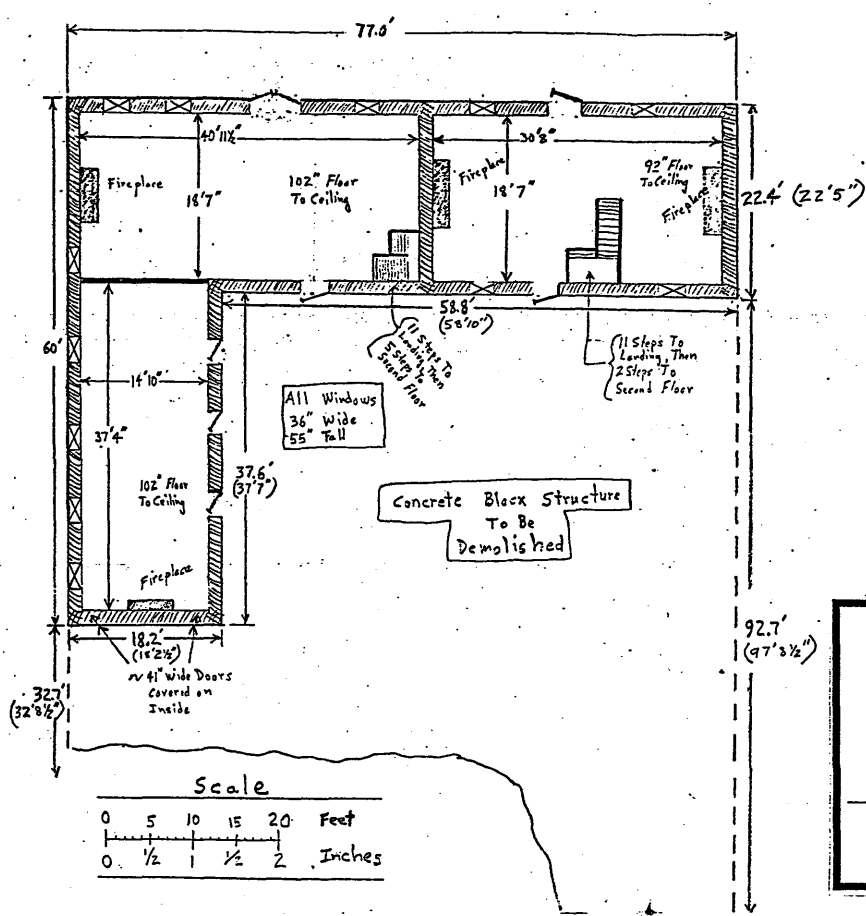 77.0'
40'11½"
30'8"
Fireplace
18'7"
102" Floor
To Ceiling
Fireplace
18'7"
92" Floor
To Ceiling
Fireplace
22.4' (22'5")
58.8'
(58'10")
60'
14'10"
37'4"
11 Steps To
Landing, Then
5 Steps To
Second Floor
11 Steps To
Landing, Then
2 Steps To
Second Floor
All Windows
36" Wide
55" Tall
37.6'
(37'7")
102" Floor
To Ceiling
Concrete Block Structure
To Be
Demolished
Fireplace
18.2'
(18'2½")
~ 41" Wide Doors
Covered on
Inside
32.7'
(32'8½")
92.7'
(97'3½")
Scale
0 5 10 15 20 Feet
0 ½ 1 ½ 2 Inches